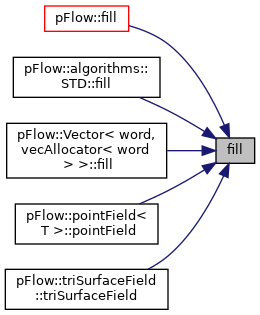 pFlow::fill
pFlow::algorithms::
STD::fill
pFlow::Vector< word,
vecAllocator< word
> >::fill
fill
pFlow::pointField<
T >::pointField
pFlow::triSurfaceField
::triSurfaceField